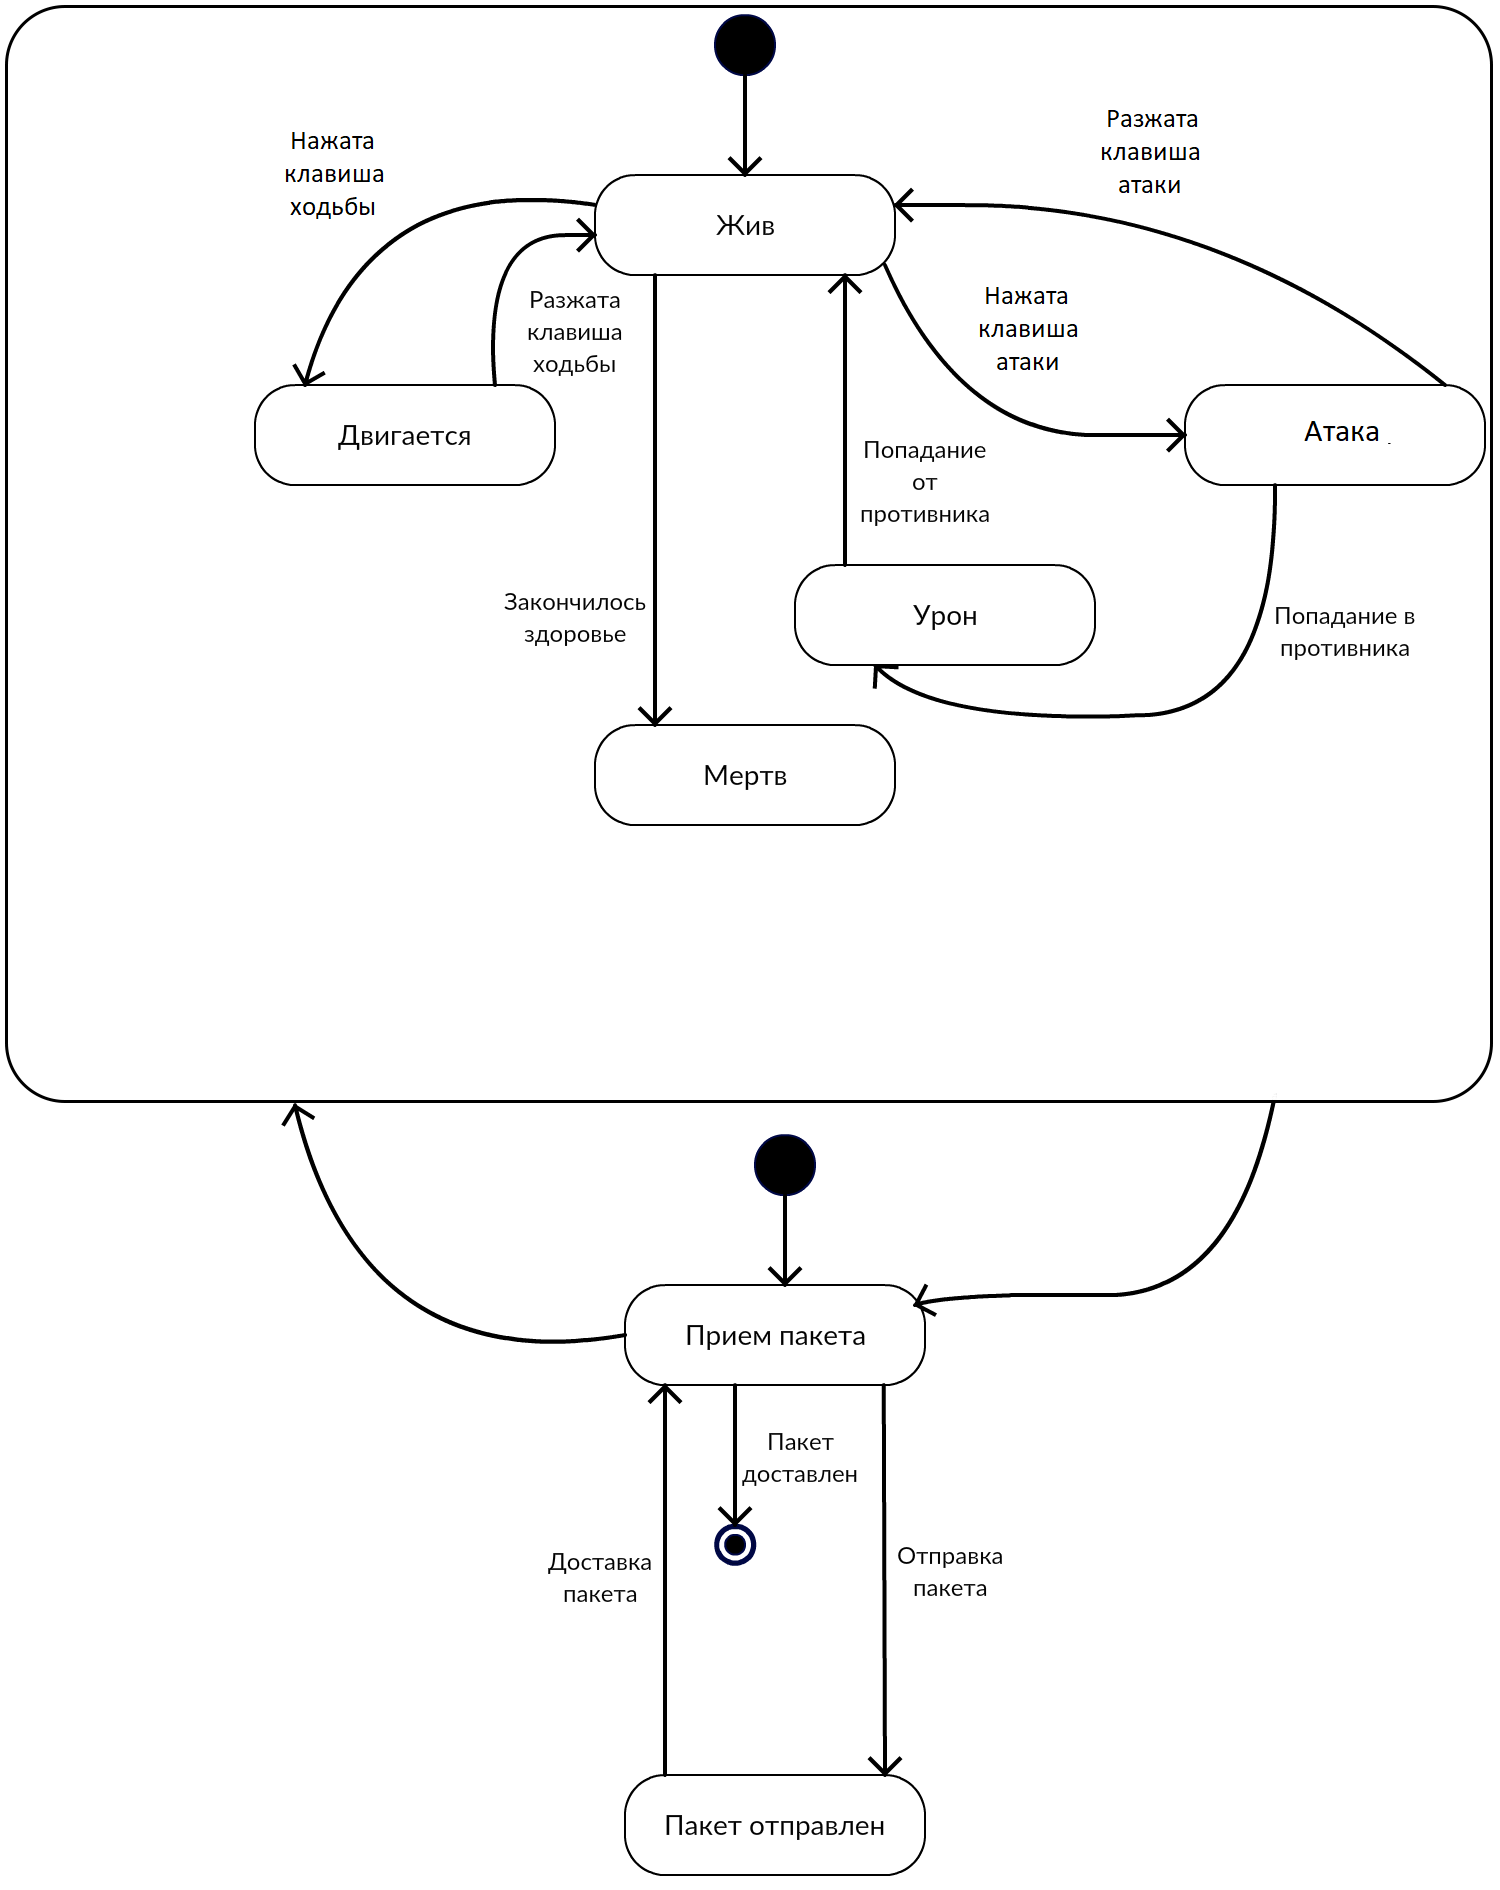 Нажата
клавиша
ходьбы
Разжата
клавиша
атаки
Жив
Разжата
клавиша
ходьбы
Нажата
клавиша
атаки
Двигается
Атака
Попадание
от
противника
Закончилось
здоровье
Урон
Попадание в
противника
Мертв
Прием пакета
Пакет
доставлен
Доставка
пакета
Отправка
пакета
Пакет отправлен